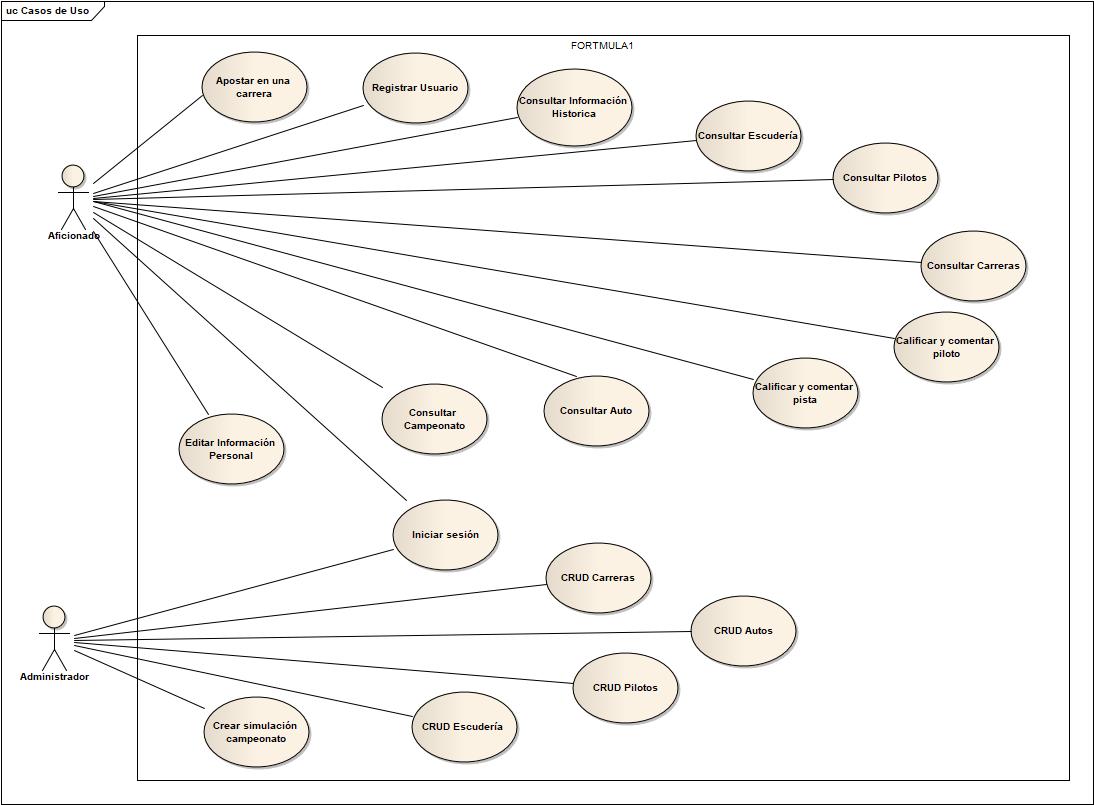 uc Casos de Uso
FORTMULA1
Apostar en una
carrera
Registrar Usuario
Consultar Información
Historica
Consultar Escudería
Consultar Pilotos
Aficionado
Consultar Carreras
Calificar y comentar
piloto
Calificar y comentar
pista
Consultar Auto
Consultar
Campeonato
Editar Información
Personal
Iniciar sesión
CRUD Carreras
CRUD Autos
Administrador
CRUD Pilotos
CRUD Escudería
Crear simulación
campeonato